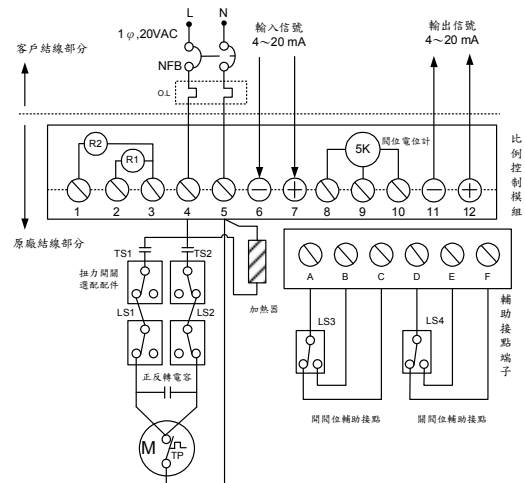 L N
1φ,20VAC
輸入信號
4~20 mA
輸出信號
4~20 mA
客戶結線部分
NFB
O.L
R2
R1
5K
閥位電位計
1 2 3 4 5 6 7 8 9 10 11 12
比例控制模組
原廠結線部分
TS1 TS2
扭力開關
選配配件
加熱器
LS1 LS2
A B C D E F
輔助接點端子
LS3 LS4
正反轉電容
開閥位輔助接點
關閥位輔助接點
M
TP